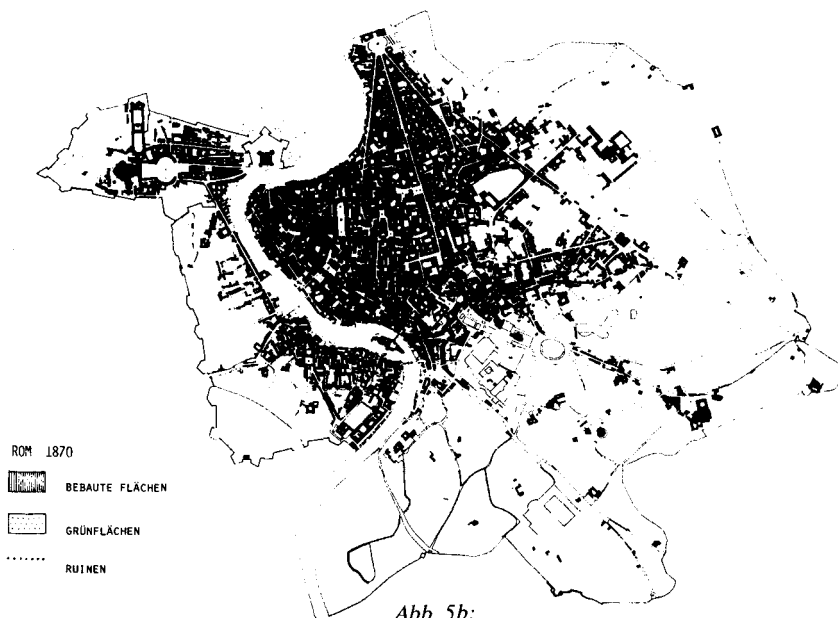 ROM 1870
BEBAUTE FLÄCHEN
GRÜNFLÄCHEN
RUINEN
Abb. 5b: